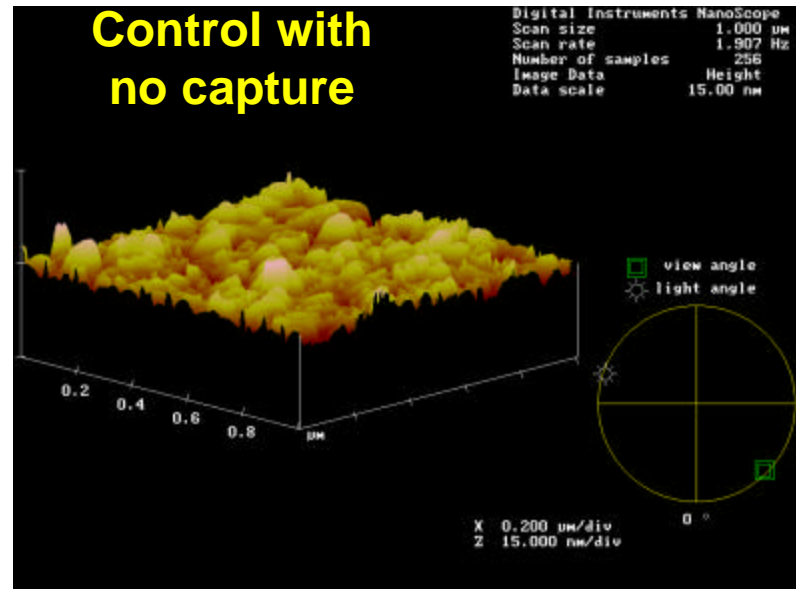 Control with
no capture
Digital Instruments NanoScope
Scan size 1.000 µm
Scan rate 1.907 Hz
Number of samples 256
Image Data Height
Data scale 15.00 nm
view angle
light angle
0.2
0.4
0.6
0.8
µm
X 0.200 µm/div
Z 15.000 nm/div
0 °